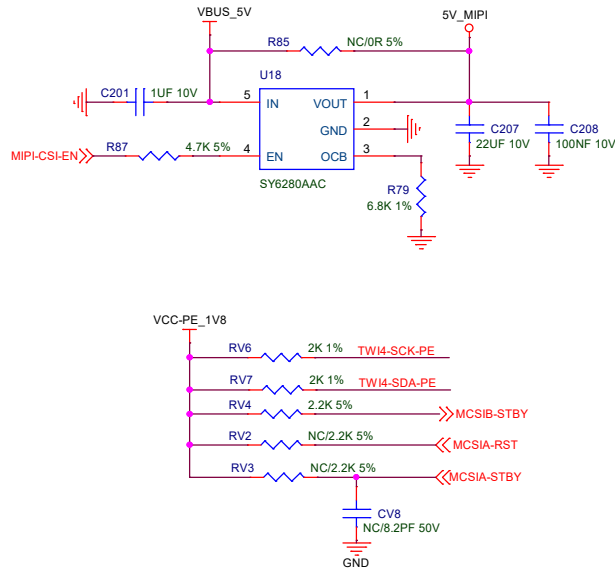 VBUS_5V
5V_MIPI
R85 NC/0R 5%
U18
C201 1UF 10V
5 IN VOUT 1
GND 2
C207
22UF 10V
C208
100NF 10V
MIPI-CSI-EN R87 4.7K 5% 4 EN OCB 3
SY6280AAC
R79
6.8K 1%
VCC-PE_1V8
RV6 2K 1% TWI4-SCK-PE
RV7 2K 1% TWI4-SDA-PE
RV4 2.2K 5% MCSIB-STBY
RV2 NC/2.2K 5% MCSIA-RST
RV3 NC/2.2K 5% MCSIA-STBY
CV8
NC/8.2PF 50V
GND